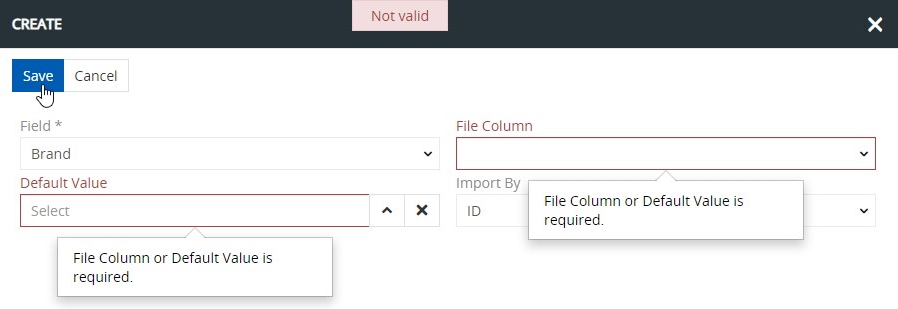 CREATE
Not valid
Save
Cancel
Field *
File Column
Brand
Default Value
Import By
Select
ID
File Column or Default Value is
required.
File Column or Default Value is
required.